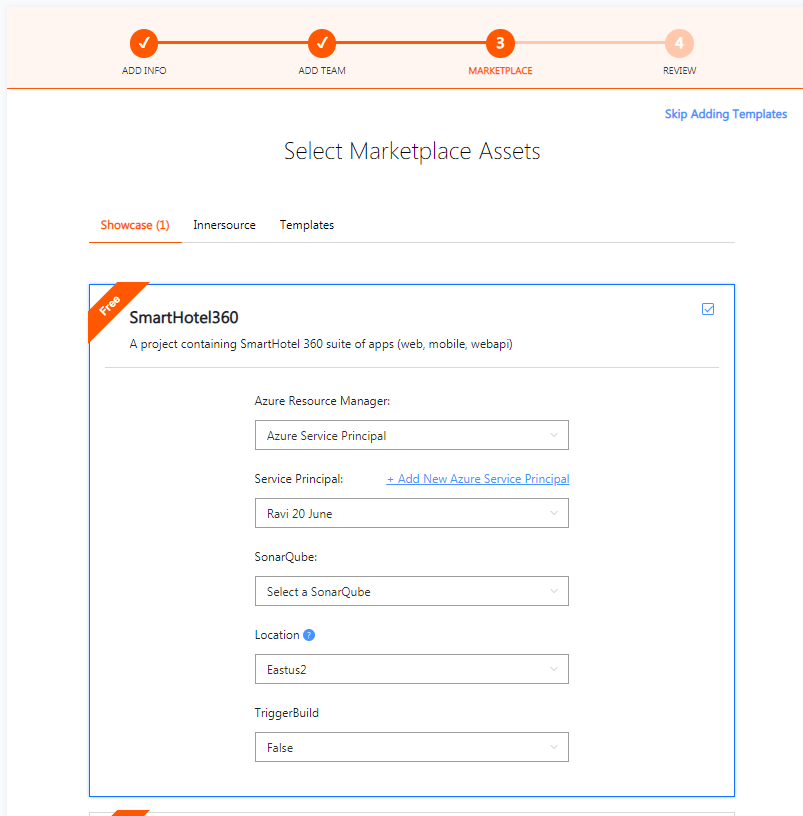 3
4
ADD INFO
ADD TEAM
MARKETPLACE
REVIEW
Skip Adding Templates
Select Marketplace Assets
Showcase (1)
Innersource
Templates
Free
SmartHotel360
A project containing SmartHotel 360 suite of apps (web, mobile, webapi)
Azure Resource Manager:
Azure Service Principal
Service Principal:
+ Add New Azure Service Principal
Ravi 20 June
SonarQube:
Select a SonarQube
Location ?
Eastus2
TriggerBuild
False